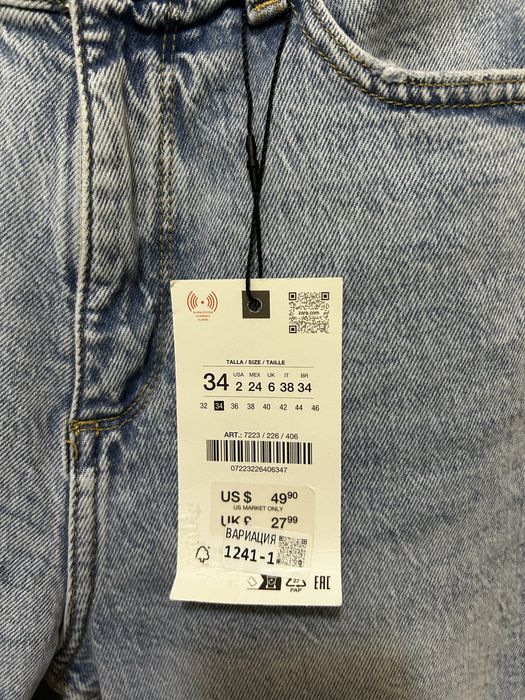 zara.com
TALLA / SIZE / TAILLE
34 USA 2 MEX 24 UK 6 IT 38 BR 34
32 34 36 38 40 42 44 46
ART.: 7223 / 226 / 406
07223226406347
US $ 4990
US MARKET ONLY
UK £ 27.99
ВАРИАЦИЯ
1241-1
27
PAP
EAC